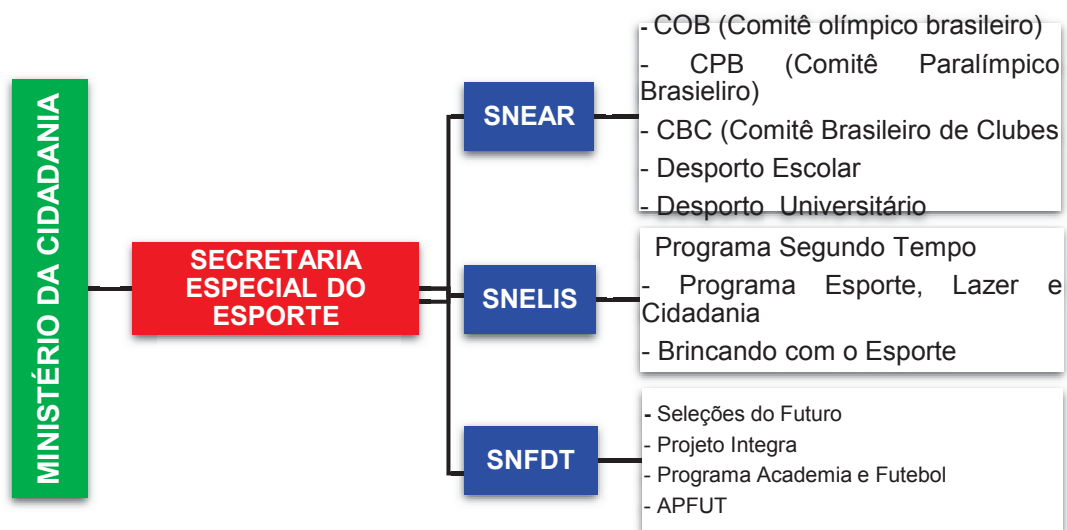 MINISTÉRIO DA CIDADANIA
SECRETARIA
ESPECIAL DO
ESPORTE
SNEAR
- COB (Comitê olímpico brasileiro)
- CPB (Comitê Paralímpico
Brasieliro)
- CBC (Comitê Brasileiro de Clubes
- Desporto Escolar
- Desporto Universitário
SNELIS
Programa Segundo Tempo
- Programa Esporte, Lazer e
Cidadania
- Brincando com o Esporte
SNFDT
- Seleções do Futuro
- Projeto Integra
- Programa Academia e Futebol
- APFUT